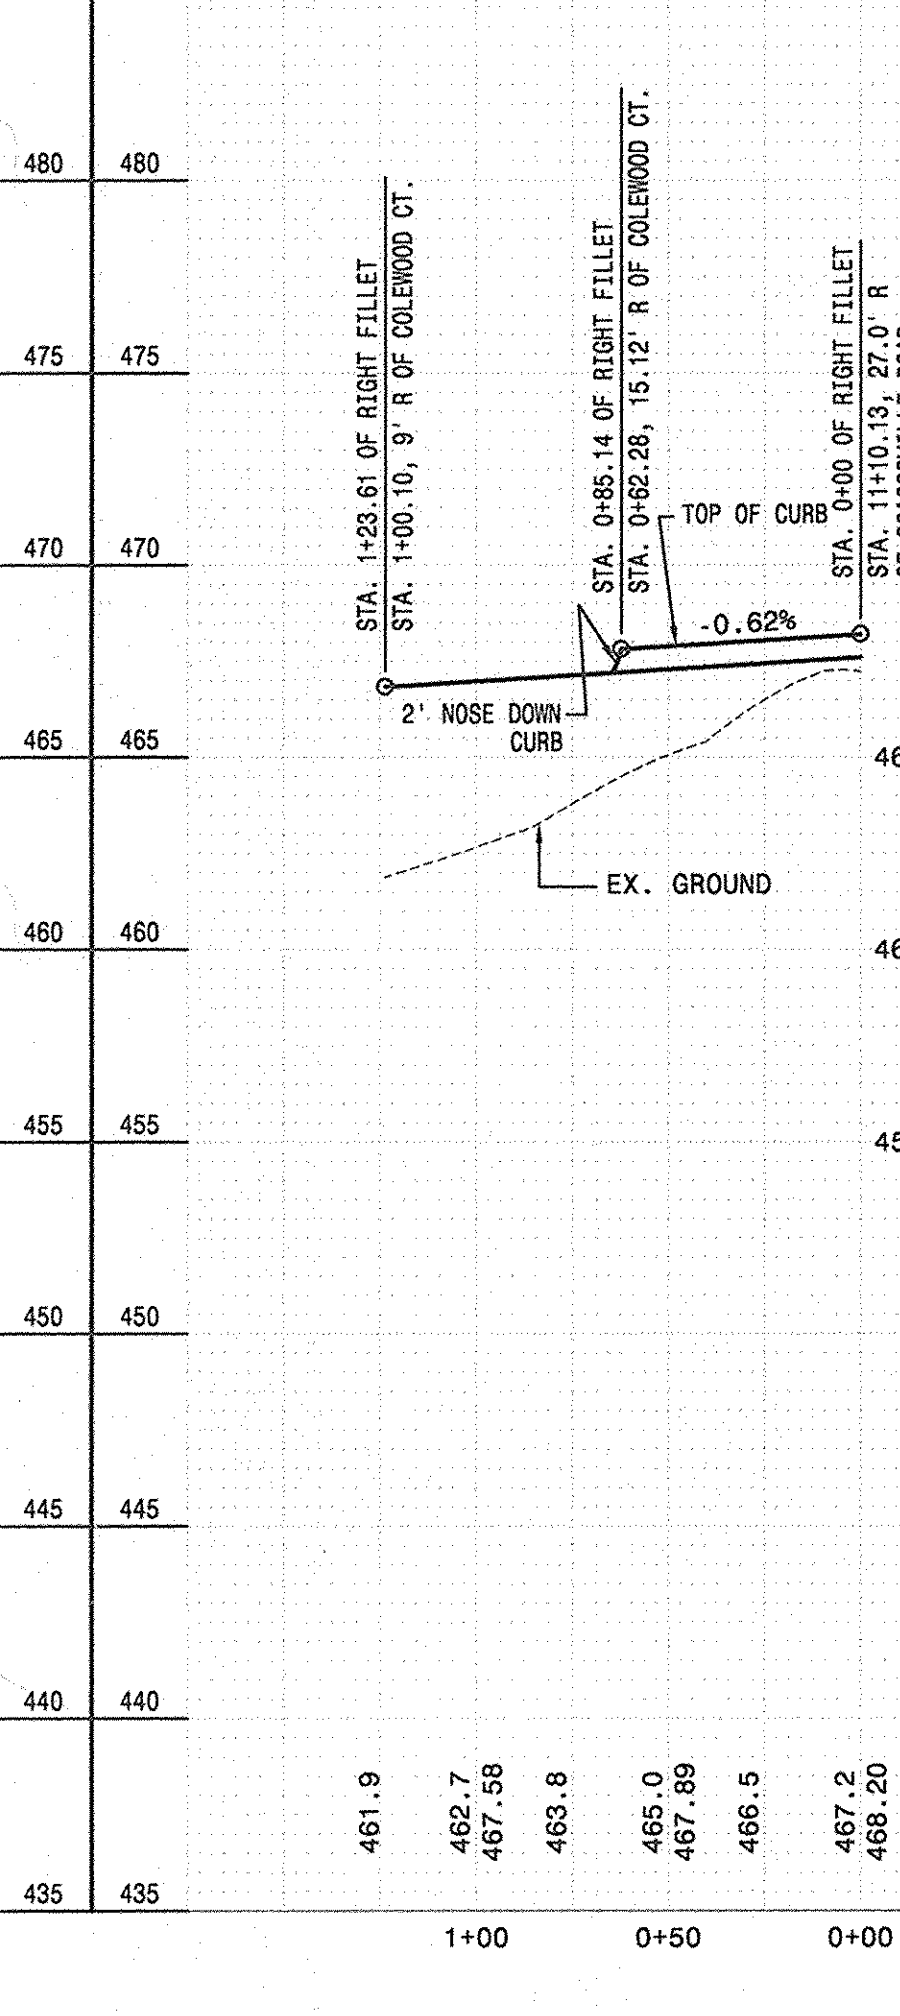 480 480
475 475
470 470
465 465
460 460
455 455
450 450
445 445
440 440
435 435
STA. 1+23.61 OF RIGHT FILLET
STA. 1+00.10, 9' R OF COLEWOOD CT.
STA. 0+85.14 OF RIGHT FILLET
STA. 0+62.28, 15.12' R OF COLEWOOD CT.
STA. 0+00 OF RIGHT FILLET
STA. 11+10.13, 27.0' R
TOP OF CURB
-0.62%
2' NOSE DOWN
CURB
EX. GROUND
46
46
45
461.9
462.7
467.58
463.8
465.0
467.89
466.5
467.2
468.20
1+00 0+50 0+00